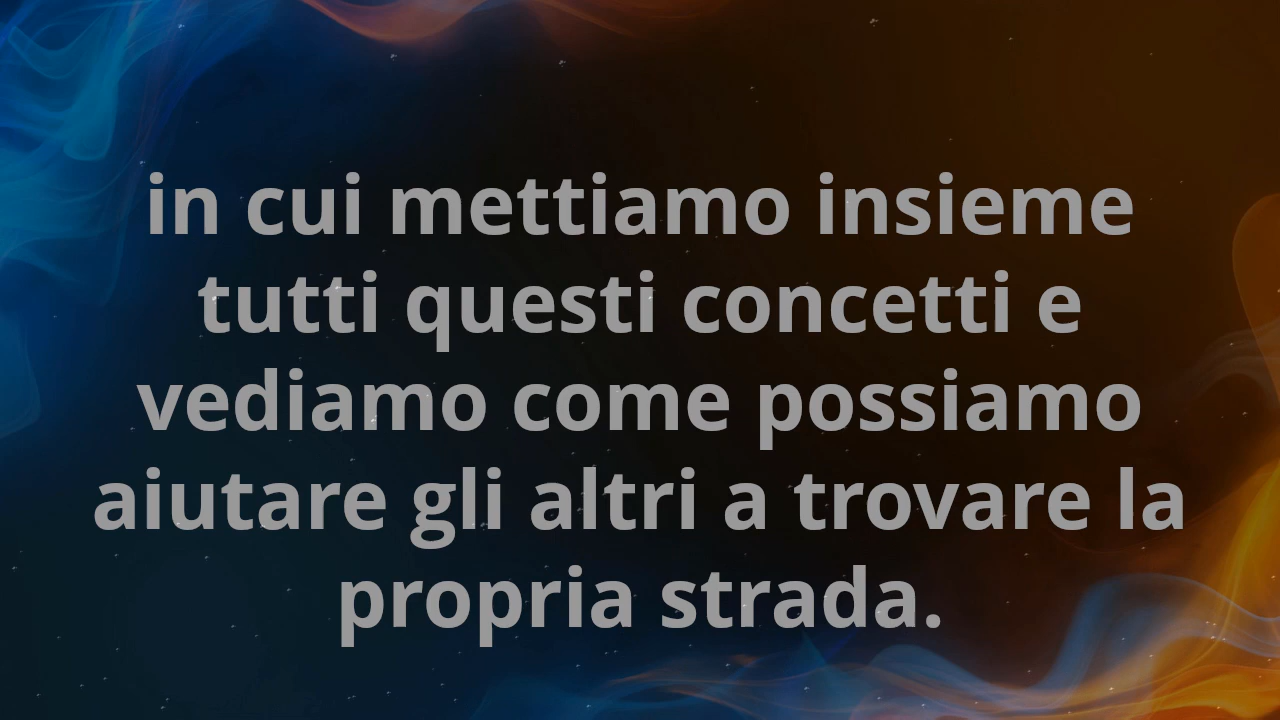 in cui mettiamo insieme
tutti questi concetti e
vediamo come possiamo
aiutare gli altri a trovare la
propria strada.